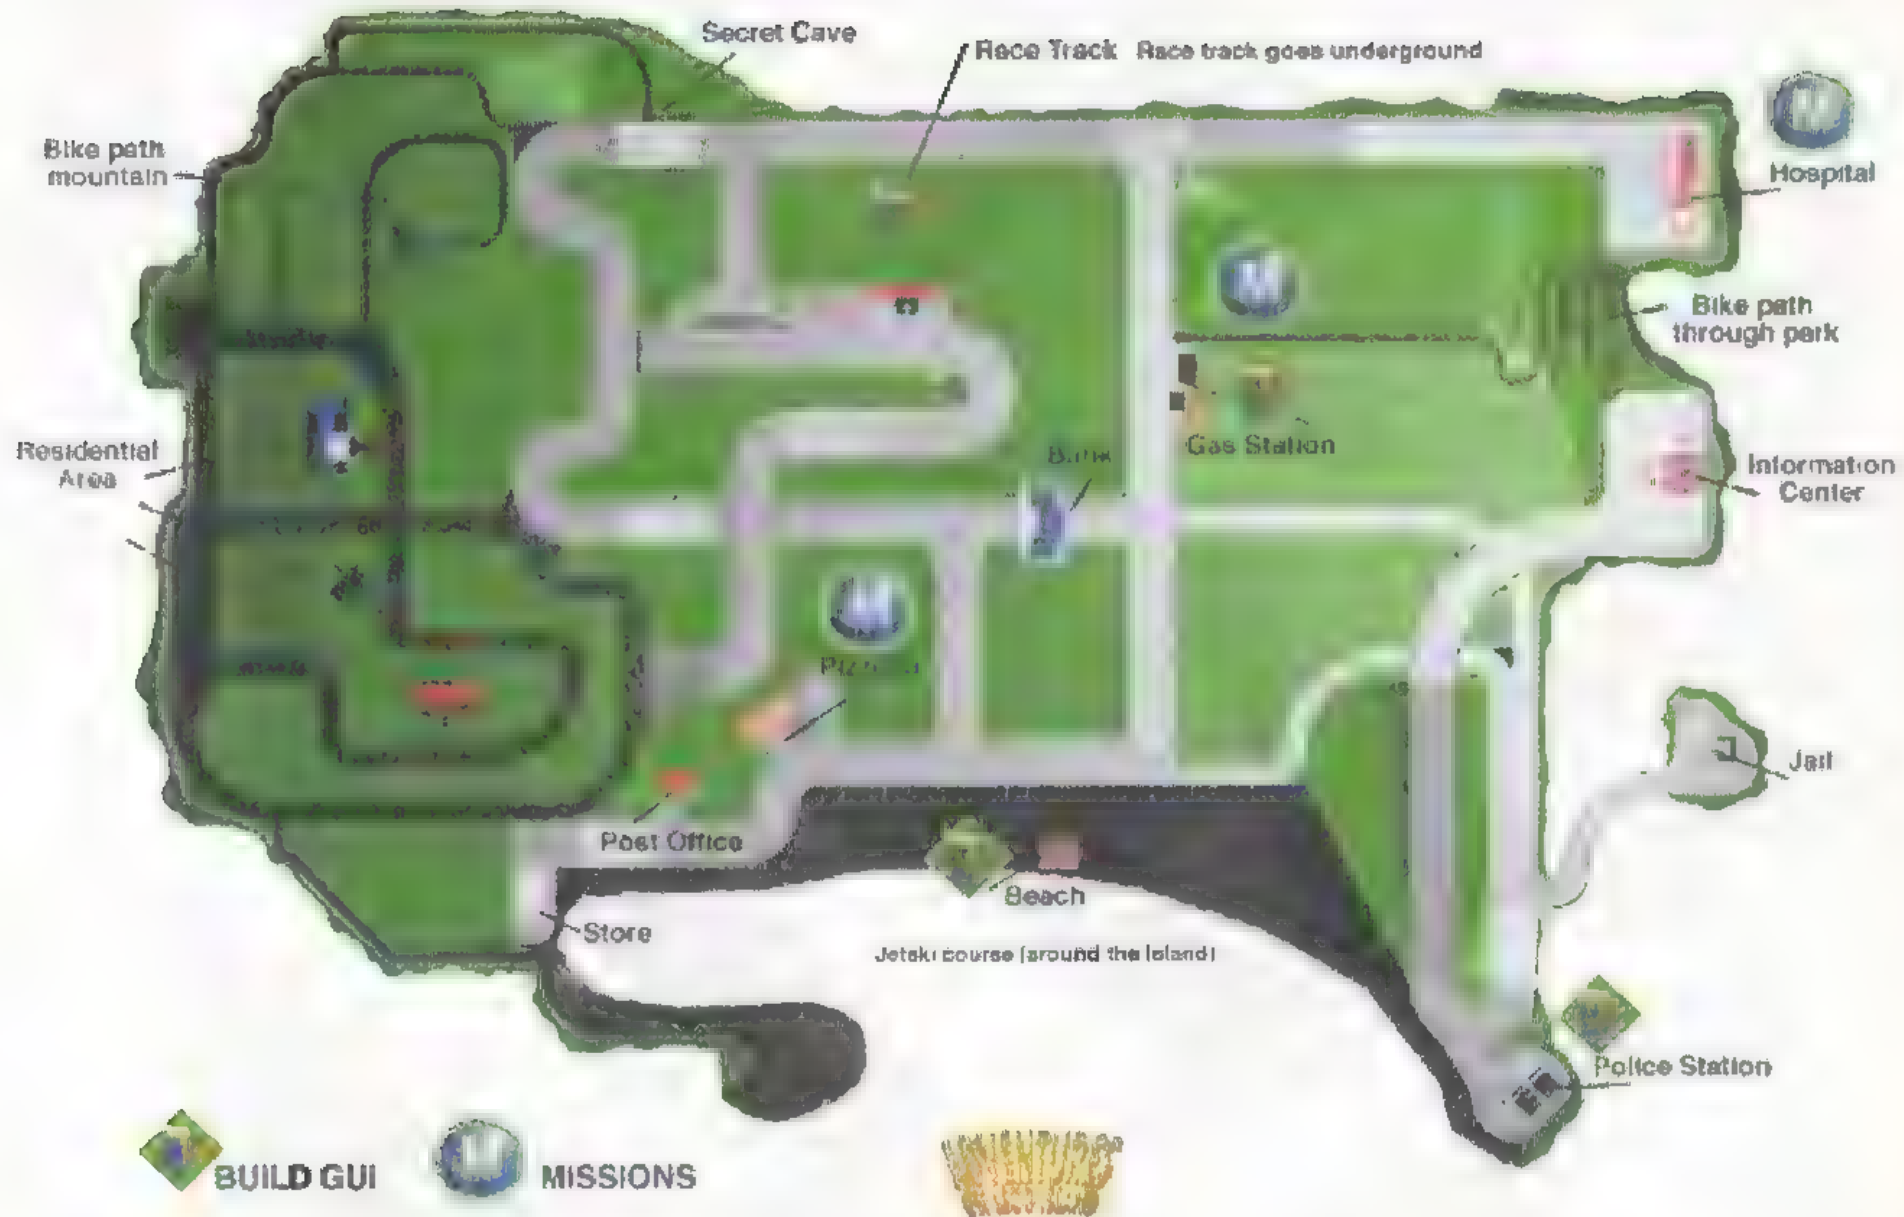 Secret Cave
Race Track Race track goes underground
Bike path
mountain
Hospital
Bike path
through park
Residential
Area
Gas Station
Information
Center
Jail
Post Office
Beach
Store
Jetski course (around the Island)
Police Station
BUILD GUI
MISSIONS